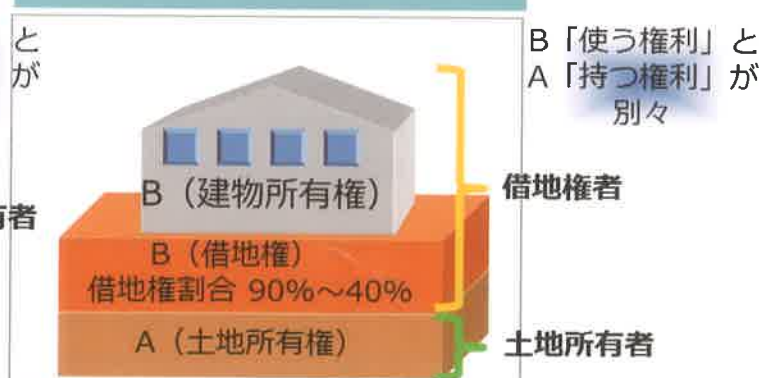 と
が
B「使う権利」と
A「持つ権利」が
別々
B（建物所有権）
借地権者
有者
B（借地権）
借地権割合 90%～40%
A（土地所有権）
土地所有者